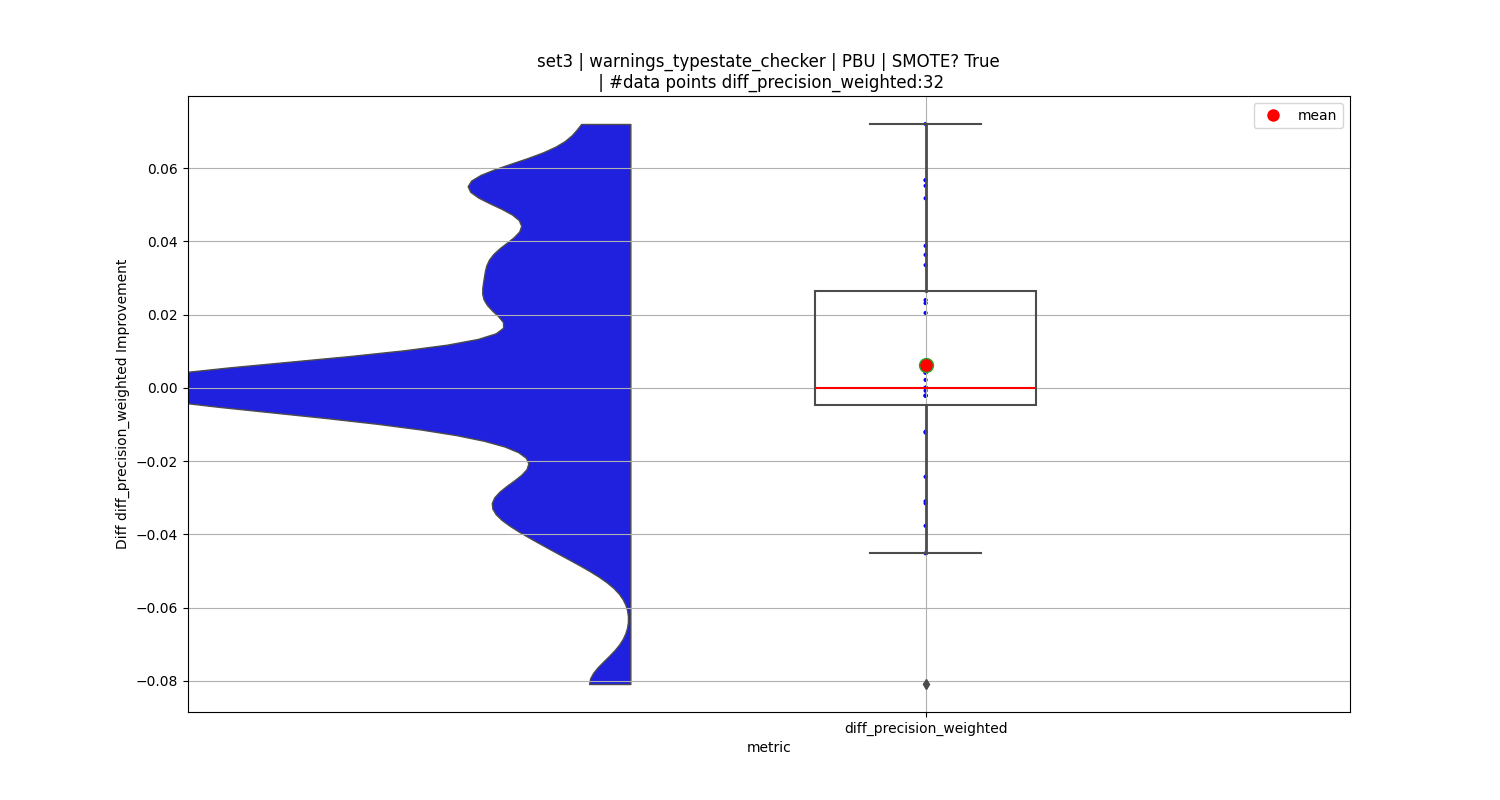 set3 | warnings_typestate_checker | PBU | SMOTE? True
| #data points diff_precision_weighted:32
mean
0.06
0.04
0.02
0.00
−0.02
−0.04
−0.06
−0.08
Diff diff_precision_weighted Improvement
diff_precision_weighted
metric